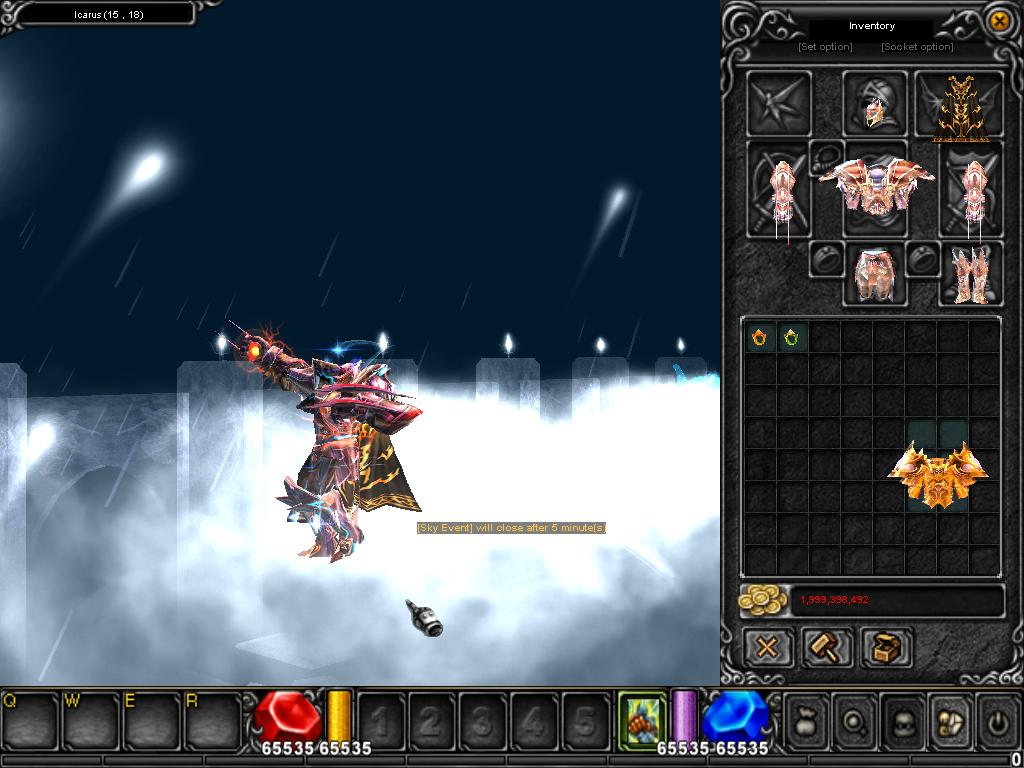 Icarus (15 , 18)
Inventory
[Set option] [Socket option]
[Sky Event] will close after 5 minute[s]
1,999,398,492
Q W E R
1 2 3 4 5
65535 65535 65535 65535
0